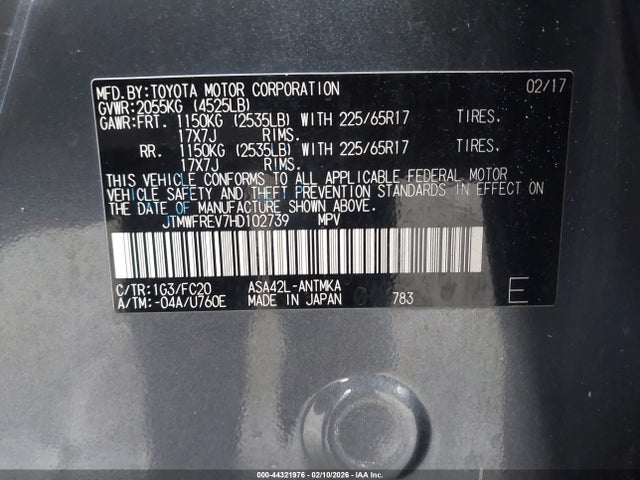 MFD.BY:TOYOTA MOTOR CORPORATION 02/17
GVWR:2055KG (4525LB)
GAWR:FRT. 1150KG (2535LB) WITH 225/65R17 TIRES.
17X7J RIMS.
RR. 1150KG (2535LB) WITH 225/65R17 TIRES.
17X7J RIMS.
THIS VEHICLE CONFORMS TO ALL APPLICABLE FEDERAL MOTOR
VEHICLE SAFETY AND THEFT PREVENTION STANDARDS IN EFFECT ON
THE DATE OF MANUFACTURE SHOWN ABOVE.
JTMWFREV7HD102739 MPV
C/TR:1G3/FC20 ASA42L-ANTMKA
A/TM:-04A/U760E MADE IN JAPAN 783 E
000-44321976 - 02/10/2026 - IAA Inc.